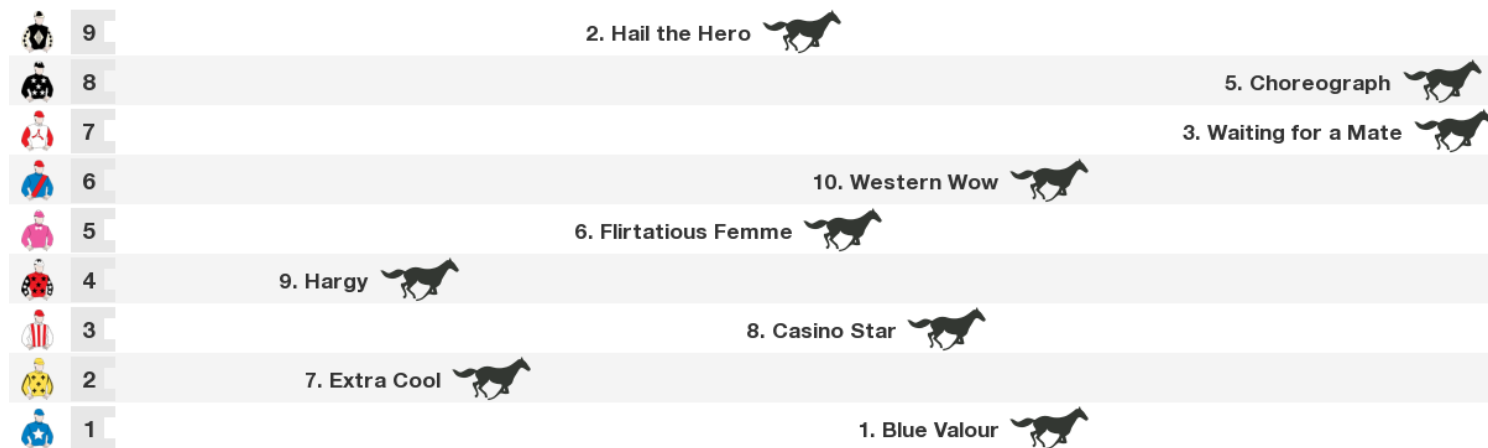 9 2. Hail the Hero
8 5. Choreograph
7 3. Waiting for a Mate
6 10. Western Wow
5 6. Flirtatious Femme
4 9. Hargy
3 8. Casino Star
2 7. Extra Cool
1 1. Blue Valour